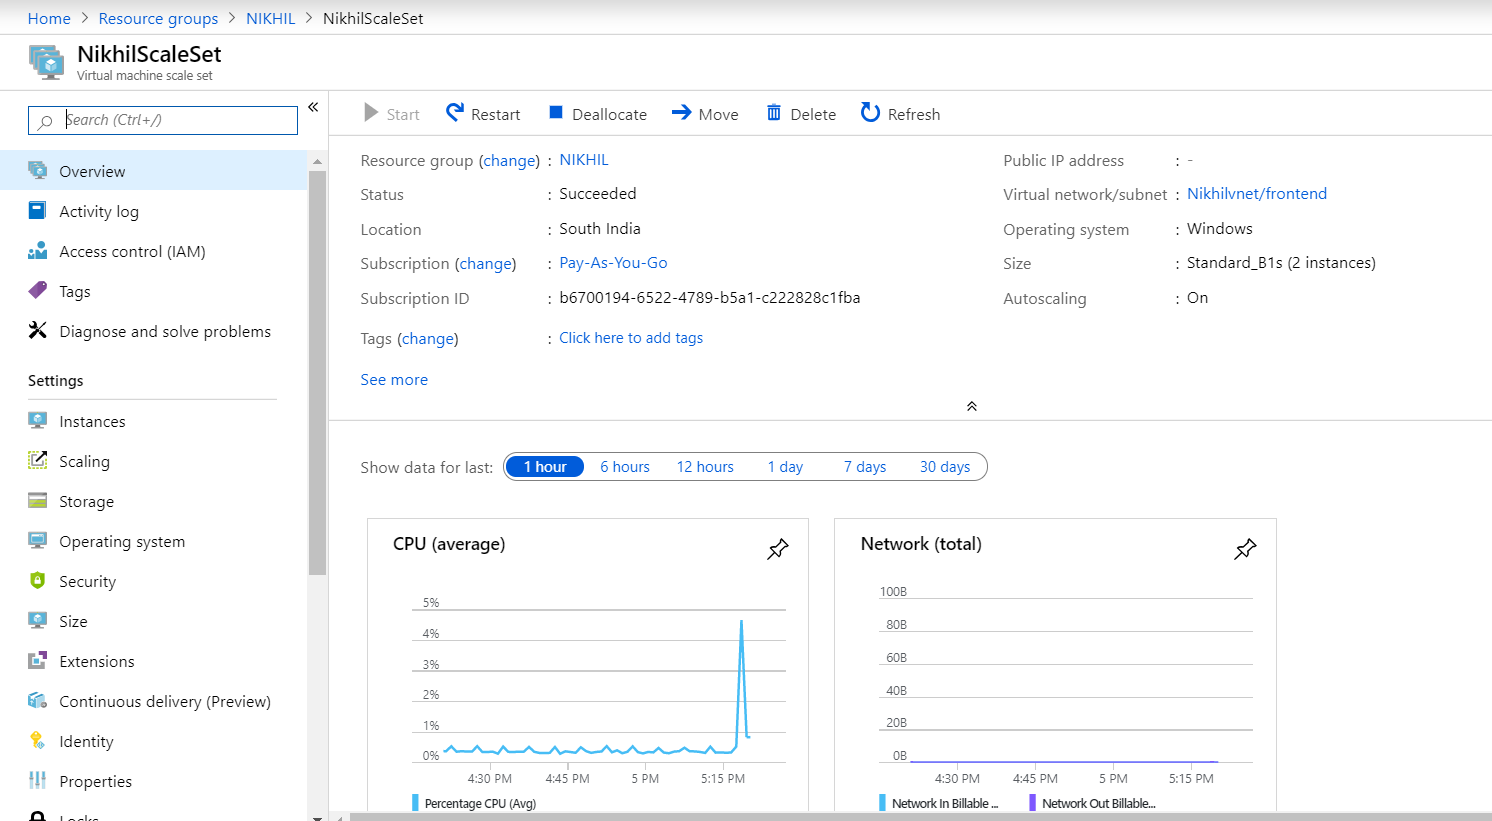 Home > Resource groups > NIKHIL > NikhilScaleSet
NikhilScaleSet
Virtual machine scale set
Search (Ctrl+/)
«
Overview
Activity log
Access control (IAM)
Tags
Diagnose and solve problems
Settings
Instances
Scaling
Storage
Operating system
Security
Size
Extensions
Continuous delivery (Preview)
Identity
Properties
Locks
Start Restart Deallocate Move Delete Refresh
Resource group (change) : NIKHIL
Status : Succeeded
Location : South India
Subscription (change) : Pay-As-You-Go
Subscription ID : b6700194-6522-4789-b5a1-c222828c1fba
Tags (change) : Click here to add tags
See more
Public IP address : -
Virtual network/subnet : Nikhilvnet/frontend
Operating system : Windows
Size : Standard_B1s (2 instances)
Autoscaling : On
Show data for last: 1 hour 6 hours 12 hours 1 day 7 days 30 days
CPU (average)
5%
4%
3%
2%
1%
0%
4:30 PM 4:45 PM 5 PM 5:15 PM
Percentage CPU (Avg)
Network (total)
100B
80B
60B
40B
20B
0B
4:30 PM 4:45 PM 5 PM 5:15 PM
Network In Billable ... Network Out Billable...